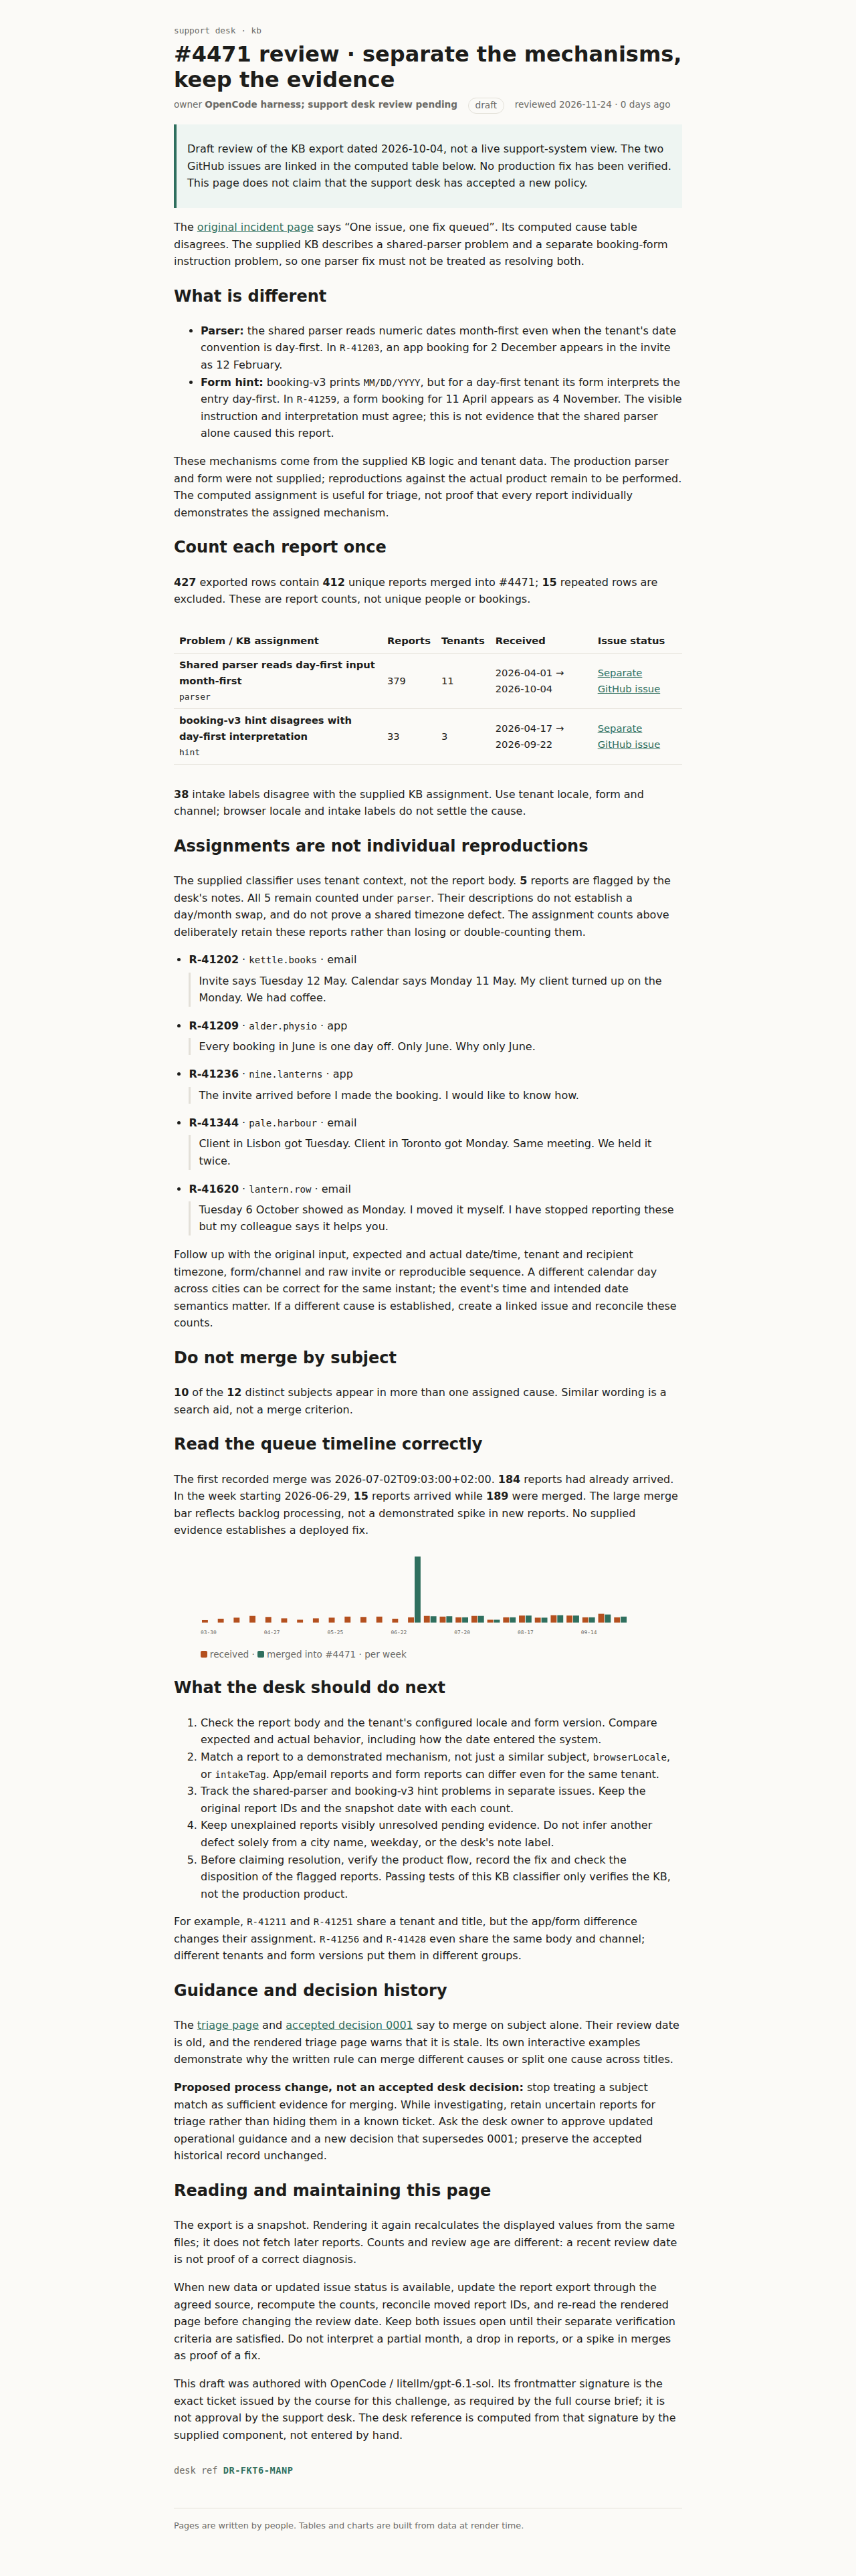 support desk · kb
#4471 review · separate the mechanisms,
keep the evidence
owner OpenCode harness; support desk review pending draft reviewed 2026-11-24 · 0 days ago
Draft review of the KB export dated 2026-10-04, not a live support-system view. The two
GitHub issues are linked in the computed table below. No production fix has been verified.
This page does not claim that the support desk has accepted a new policy.
The original incident page says “One issue, one fix queued”. Its computed cause table
disagrees. The supplied KB describes a shared-parser problem and a separate booking-form
instruction problem, so one parser fix must not be treated as resolving both.
What is different
• Parser: the shared parser reads numeric dates month-first even when the tenant's date
convention is day-first. In R-41203, an app booking for 2 December appears in the invite
as 12 February.
• Form hint: booking-v3 prints MM/DD/YYYY, but for a day-first tenant its form interprets the
entry day-first. In R-41259, a form booking for 11 April appears as 4 November. The visible
instruction and interpretation must agree; this is not evidence that the shared parser
alone caused this report.
These mechanisms come from the supplied KB logic and tenant data. The production parser
and form were not supplied; reproductions against the actual product remain to be performed.
The computed assignment is useful for triage, not proof that every report individually
demonstrates the assigned mechanism.
Count each report once
427 exported rows contain 412 unique reports merged into #4471; 15 repeated rows are
excluded. These are report counts, not unique people or bookings.
Problem / KB assignment Reports Tenants Received Issue status
Shared parser reads day-first input
month-first
parser
379 11 2026-04-01 →
2026-10-04
Separate
GitHub issue
booking-v3 hint disagrees with
day-first interpretation
hint
33 3 2026-04-17 →
2026-09-22
Separate
GitHub issue
38 intake labels disagree with the supplied KB assignment. Use tenant locale, form and
channel; browser locale and intake labels do not settle the cause.
Assignments are not individual reproductions
The supplied classifier uses tenant context, not the report body. 5 reports are flagged by the
desk's notes. All 5 remain counted under parser. Their descriptions do not establish a
day/month swap, and do not prove a shared timezone defect. The assignment counts above
deliberately retain these reports rather than losing or double-counting them.
• R-41202 · kettle.books · email
Invite says Tuesday 12 May. Calendar says Monday 11 May. My client turned up on the
Monday. We had coffee.
• R-41209 · alder.physio · app
Every booking in June is one day off. Only June. Why only June.
• R-41236 · nine.lanterns · app
The invite arrived before I made the booking. I would like to know how.
• R-41344 · pale.harbour · email
Client in Lisbon got Tuesday. Client in Toronto got Monday. Same meeting. We held it
twice.
• R-41620 · lantern.row · email
Tuesday 6 October showed as Monday. I moved it myself. I have stopped reporting these
but my colleague says it helps you.
Follow up with the original input, expected and actual date/time, tenant and recipient
timezone, form/channel and raw invite or reproducible sequence. A different calendar day
across cities can be correct for the same instant; the event's time and intended date
semantics matter. If a different cause is established, create a linked issue and reconcile these
counts.
Do not merge by subject
10 of the 12 distinct subjects appear in more than one assigned cause. Similar wording is a
search aid, not a merge criterion.
Read the queue timeline correctly
The first recorded merge was 2026-07-02T09:03:00+02:00. 184 reports had already arrived.
In the week starting 2026-06-29, 15 reports arrived while 189 were merged. The large merge
bar reflects backlog processing, not a demonstrated spike in new reports. No supplied
evidence establishes a deployed fix.
03-30 04-27 05-25 06-22 07-20 08-17 09-14
received · merged into #4471 · per week
What the desk should do next
1. Check the report body and the tenant's configured locale and form version. Compare
expected and actual behavior, including how the date entered the system.
2. Match a report to a demonstrated mechanism, not just a similar subject, browserLocale,
or intakeTag. App/email reports and form reports can differ even for the same tenant.
3. Track the shared-parser and booking-v3 hint problems in separate issues. Keep the
original report IDs and the snapshot date with each count.
4. Keep unexplained reports visibly unresolved pending evidence. Do not infer another
defect solely from a city name, weekday, or the desk's note label.
5. Before claiming resolution, verify the product flow, record the fix and check the
disposition of the flagged reports. Passing tests of this KB classifier only verifies the KB,
not the production product.
For example, R-41211 and R-41251 share a tenant and title, but the app/form difference
changes their assignment. R-41256 and R-41428 even share the same body and channel;
different tenants and form versions put them in different groups.
Guidance and decision history
The triage page and accepted decision 0001 say to merge on subject alone. Their review date
is old, and the rendered triage page warns that it is stale. Its own interactive examples
demonstrate why the written rule can merge different causes or split one cause across titles.
Proposed process change, not an accepted desk decision: stop treating a subject
match as sufficient evidence for merging. While investigating, retain uncertain reports for
triage rather than hiding them in a known ticket. Ask the desk owner to approve updated
operational guidance and a new decision that supersedes 0001; preserve the accepted
historical record unchanged.
Reading and maintaining this page
The export is a snapshot. Rendering it again recalculates the displayed values from the same
files; it does not fetch later reports. Counts and review age are different: a recent review date
is not proof of a correct diagnosis.
When new data or updated issue status is available, update the report export through the
agreed source, recompute the counts, reconcile moved report IDs, and re-read the rendered
page before changing the review date. Keep both issues open until their separate verification
criteria are satisfied. Do not interpret a partial month, a drop in reports, or a spike in merges
as proof of a fix.
This draft was authored with OpenCode / litellm/gpt-6.1-sol. Its frontmatter signature is the
exact ticket issued by the course for this challenge, as required by the full course brief; it is
not approval by the support desk. The desk reference is computed from that signature by the
supplied component, not entered by hand.
desk ref DR-FKT6-MANP
Pages are written by people. Tables and charts are built from data at render time.